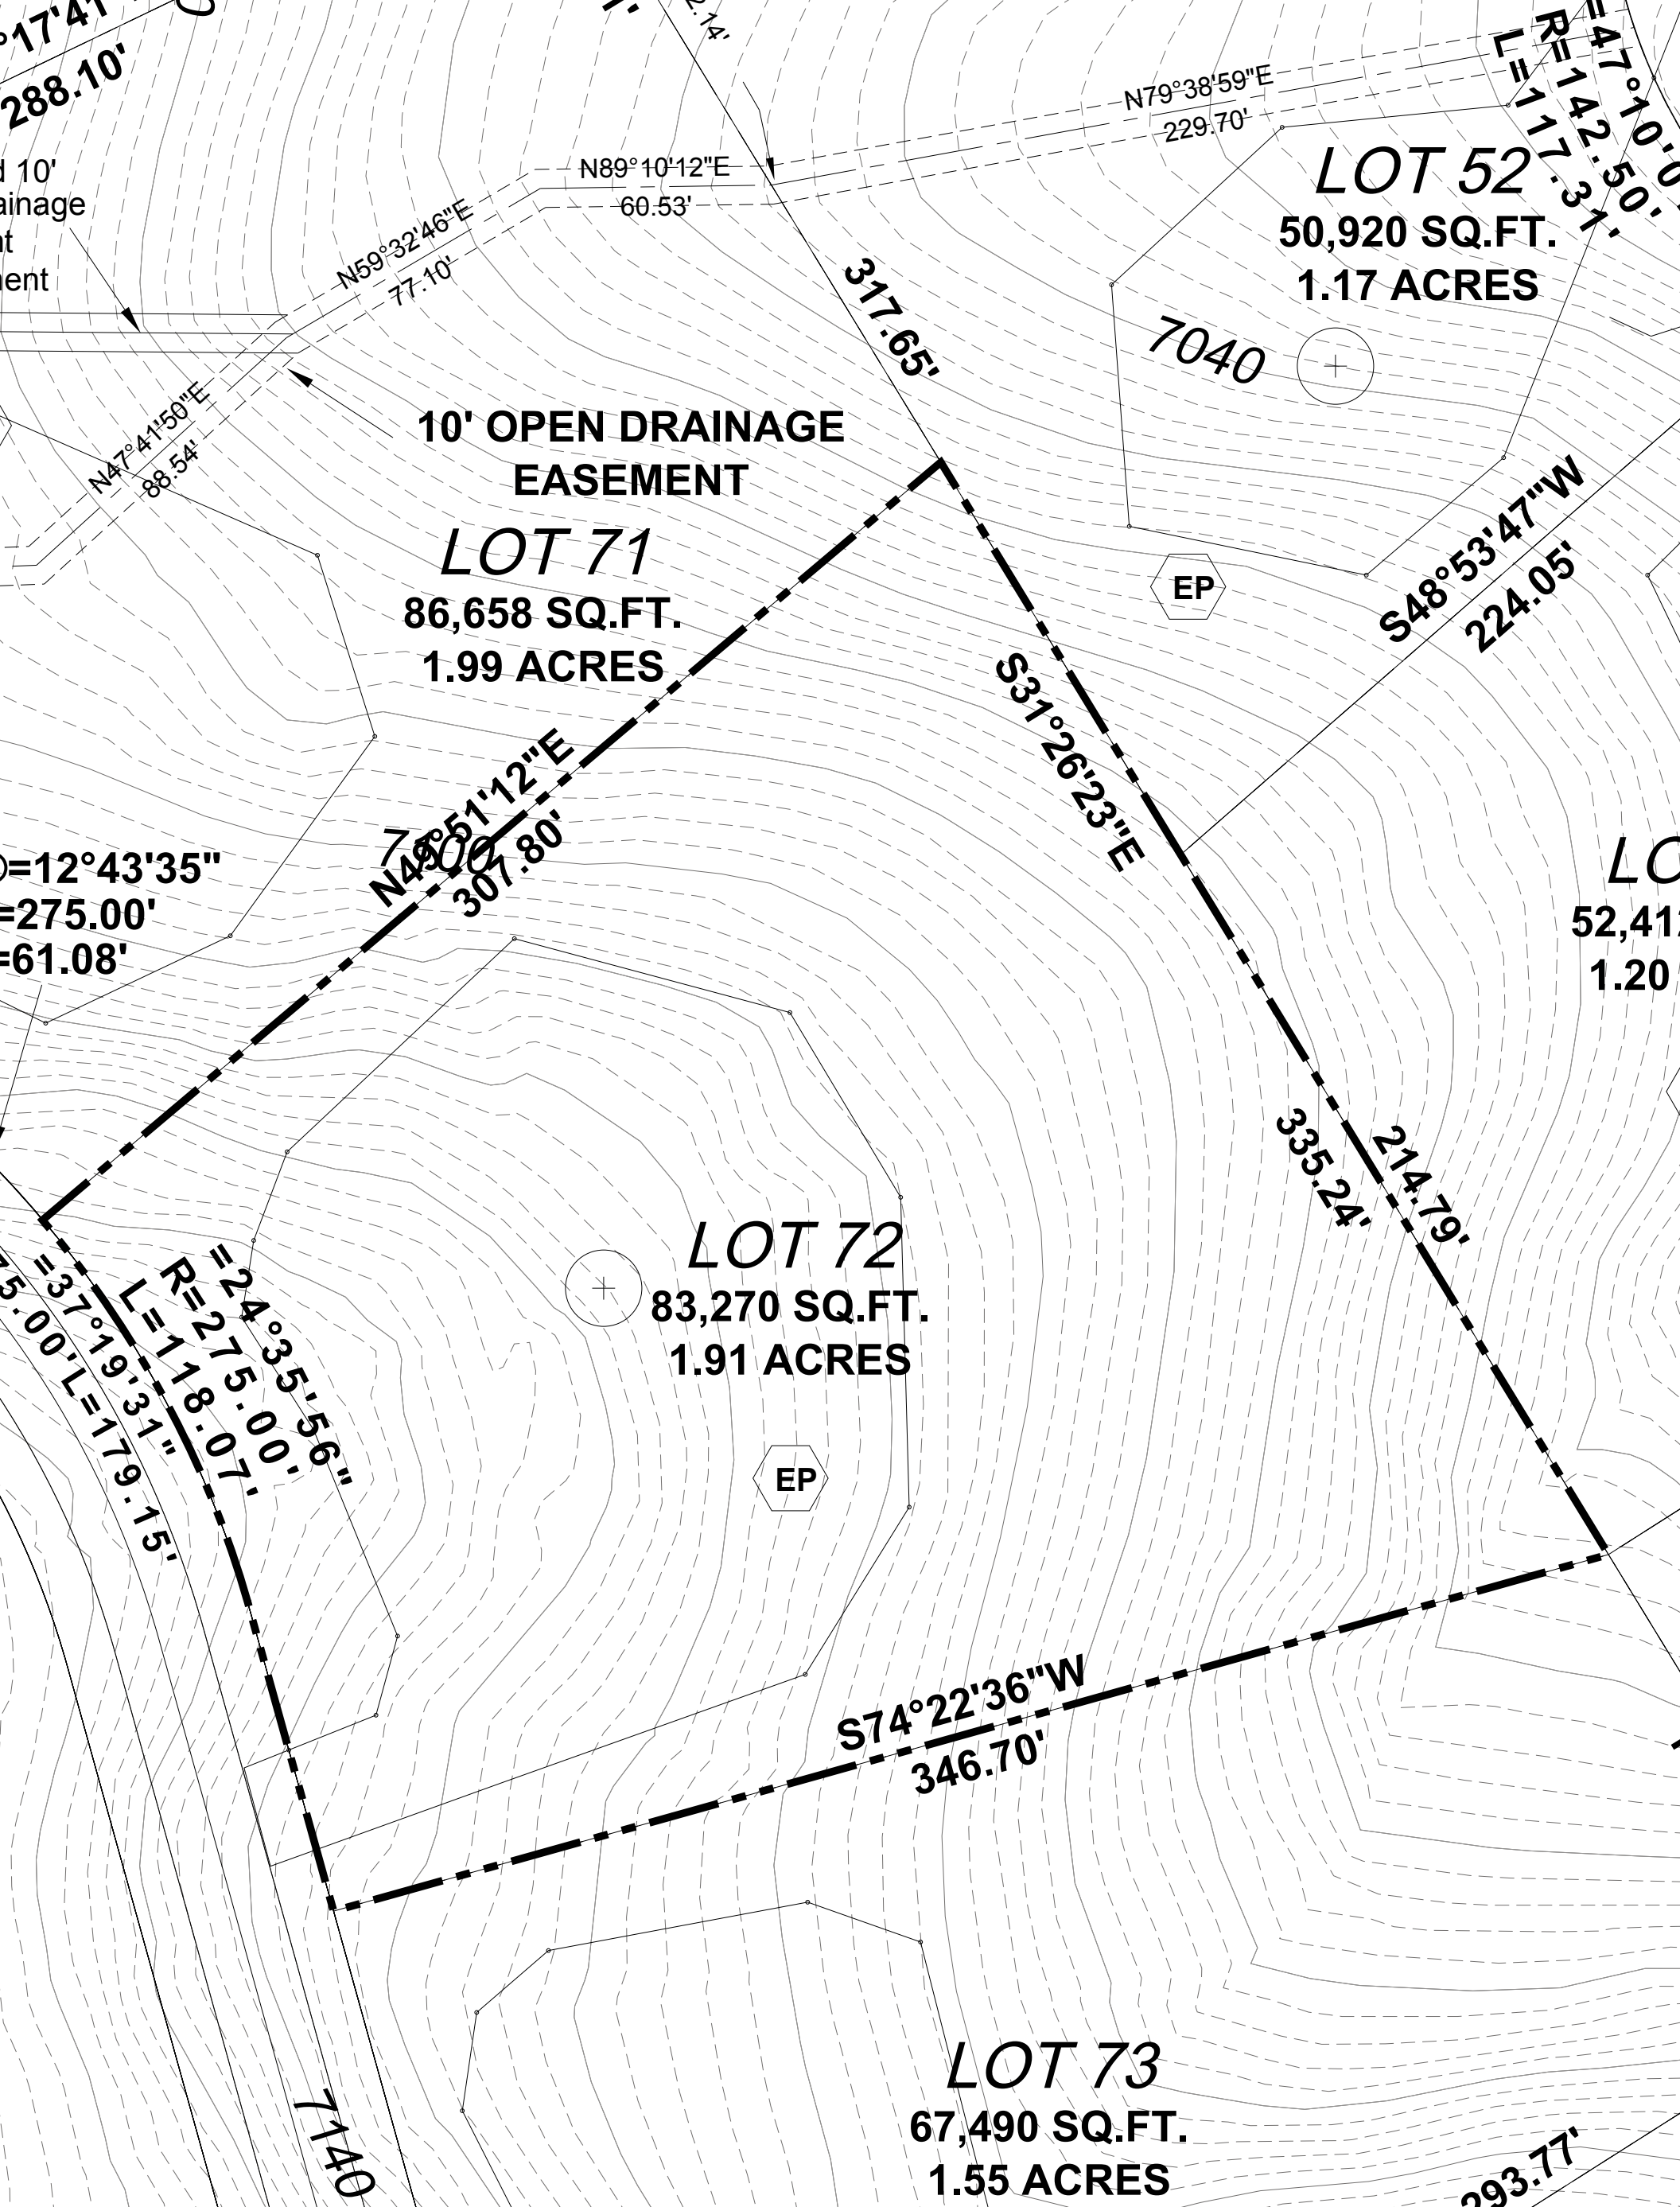 288.10'
2.14'
N79°38'59"E
229.70'
N89°10'12"E
60.53'
N59°32'46"E
77.10'
N47°41'50"E
88.54'
=47°10'0
R=142.50'
L=117.31'
LOT 52
50,920 SQ.FT.
1.17 ACRES
7040
317.65'
10' OPEN DRAINAGE
EASEMENT
LOT 71
86,658 SQ.FT.
1.99 ACRES
EP
S48°53'47"W
224.05'
S31°26'23"E
307.80'
=12°43'35"
=275.00'
=61.08'
52,41
1.20
335.24'
214.79'
LOT 72
83,270 SQ.FT.
1.91 ACRES
EP
=24°35'56"
R=275.00'
L=118.07'
=37°19'31"
5.00' L=179.15'
S74°22'36"W
346.70'
LOT 73
67,490 SQ.FT.
1.55 ACRES
7140
293.77'